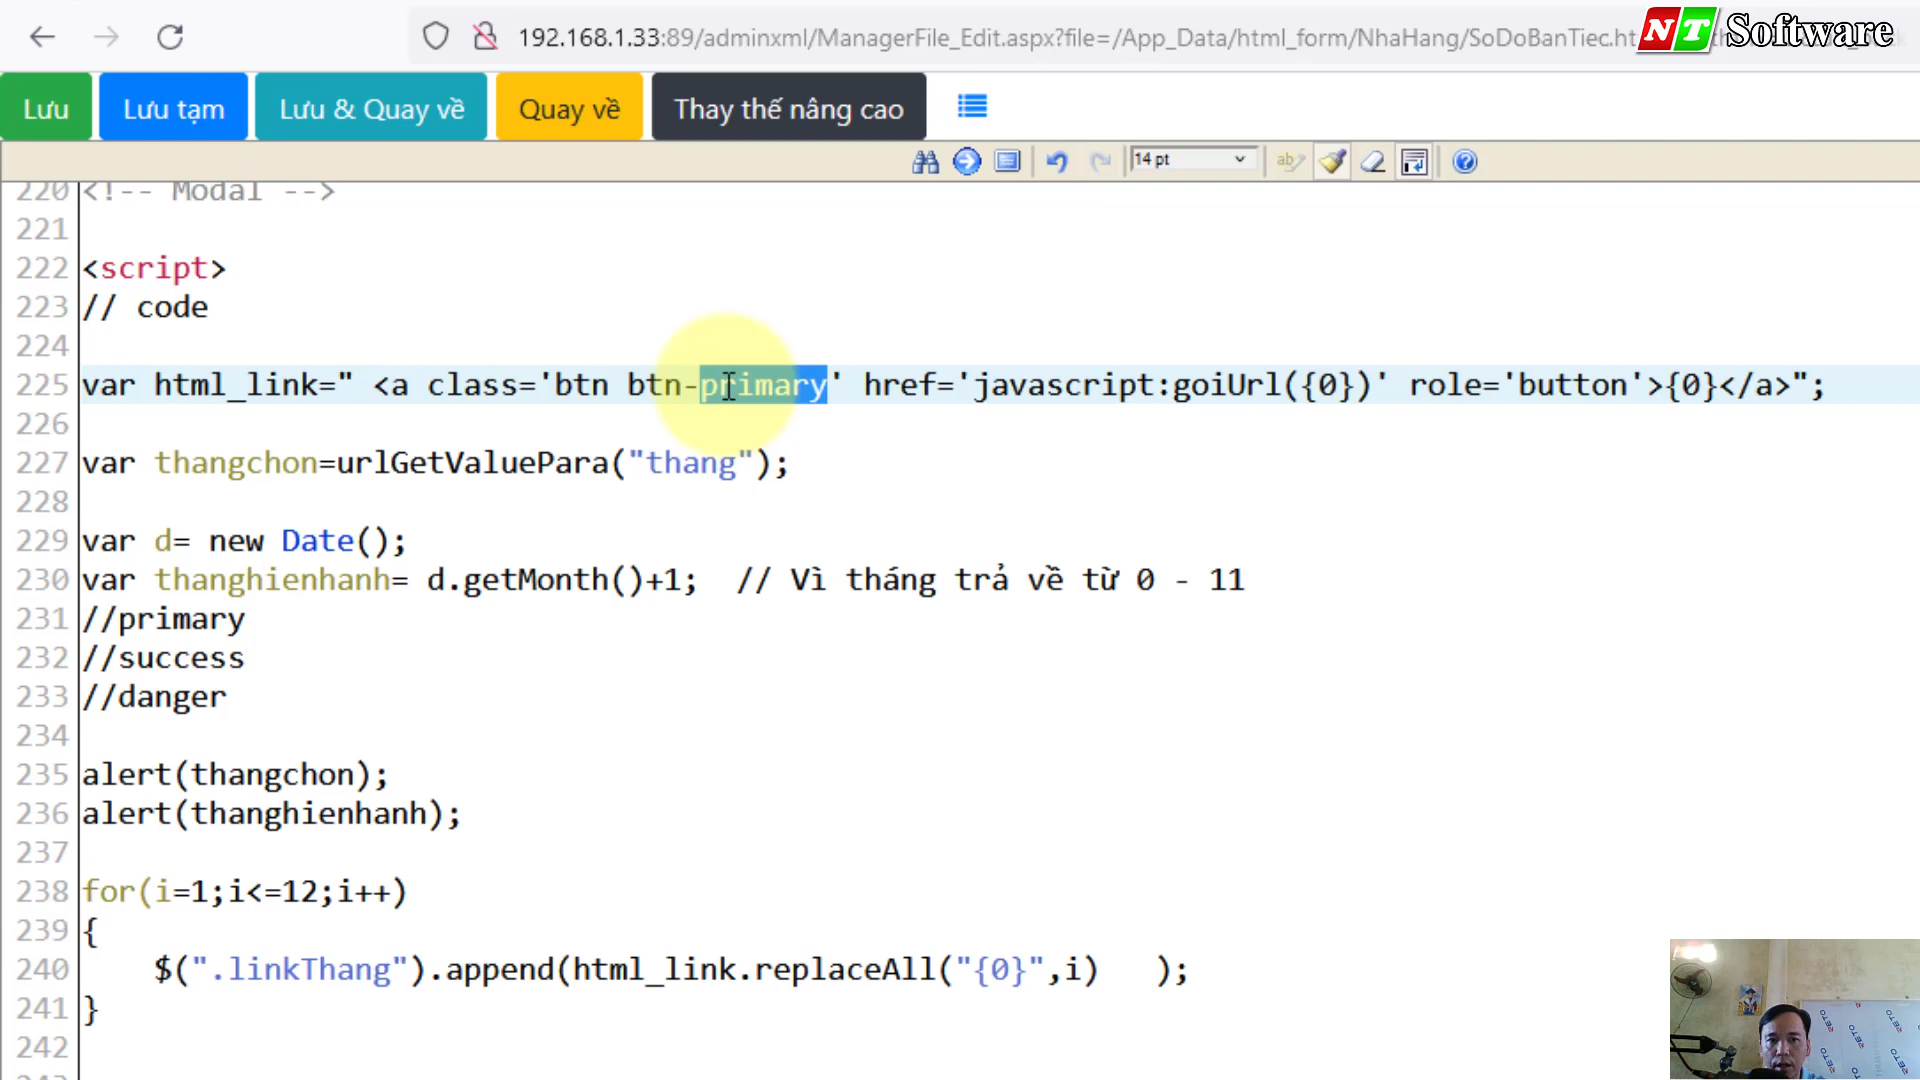 192.168.1.33:89/adminxml/ManagerFile_Edit.aspx?file=/App_Data/html_form/NhaHang/SoDoBanTiec.ht
NT Software
Lưu
Lưu tạm
Lưu & Quay về
Quay về
Thay thế nâng cao
14 pt
220 <!-- Modal -->
221
222 <script>
223 // code
224
225 var html_link=" <a class='btn btn-primary' href='javascript:goiUrl({0})' role='button'>{0}</a>";
226
227 var thangchon=urlGetValuePara("thang");
228
229 var d= new Date();
230 var thanghienhanh= d.getMonth()+1;  // Vì tháng trả về từ 0 - 11
231 //primary
232 //success
233 //danger
234
235 alert(thangchon);
236 alert(thanghienhanh);
237
238 for(i=1;i<=12;i++)
239 {
240     $(".linkThang").append(html_link.replaceAll("{0}",i)   );
241 }
242